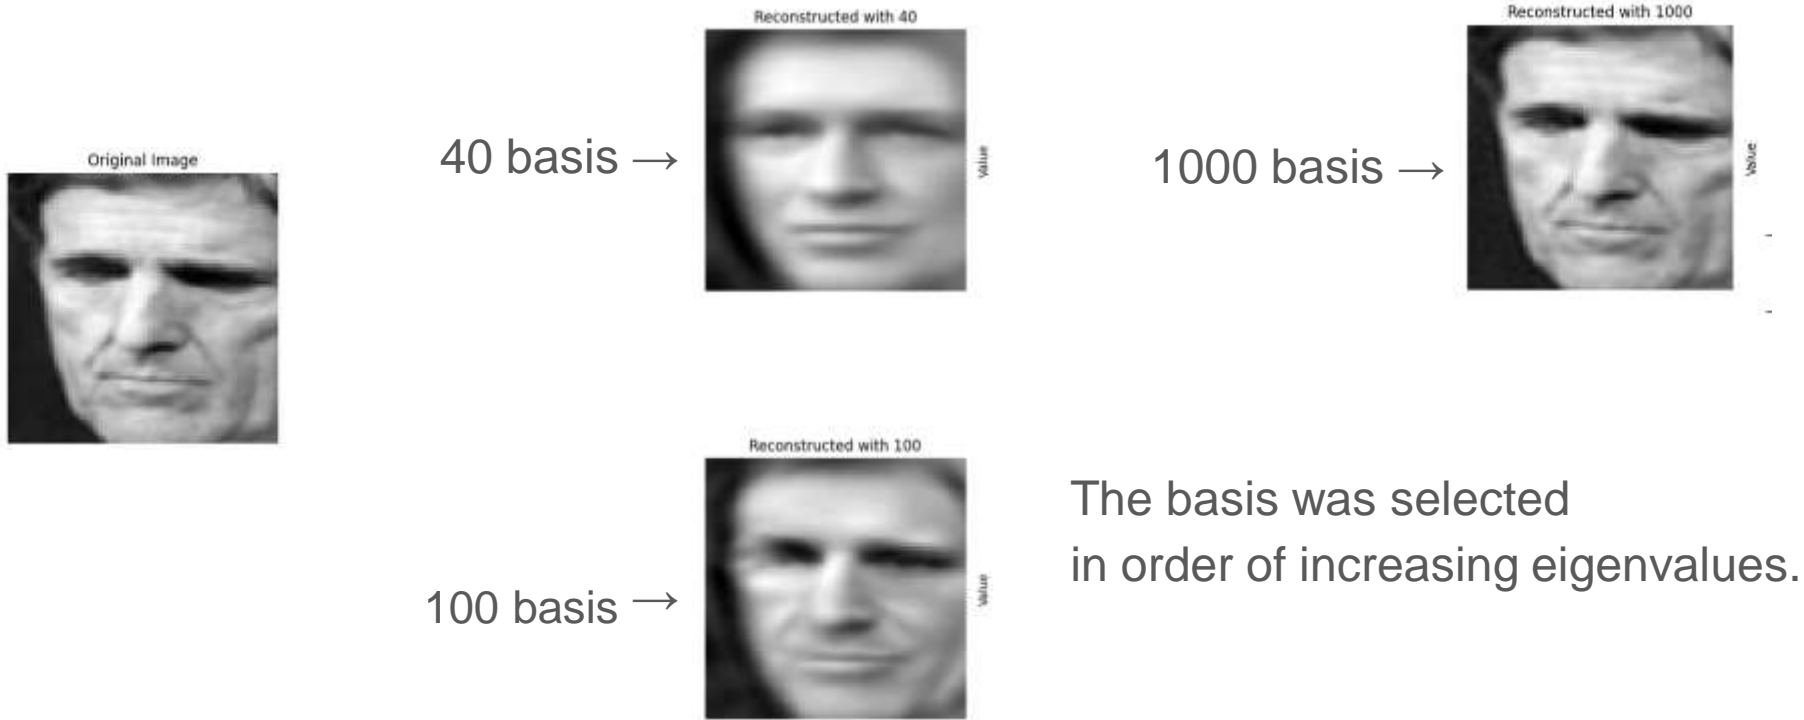 Original Image
Reconstructed with 40
40 basis →
Value
Reconstructed with 100
100 basis →
Value
Reconstructed with 1000
1000 basis →
Value
The basis was selected
in order of increasing eigenvalues.